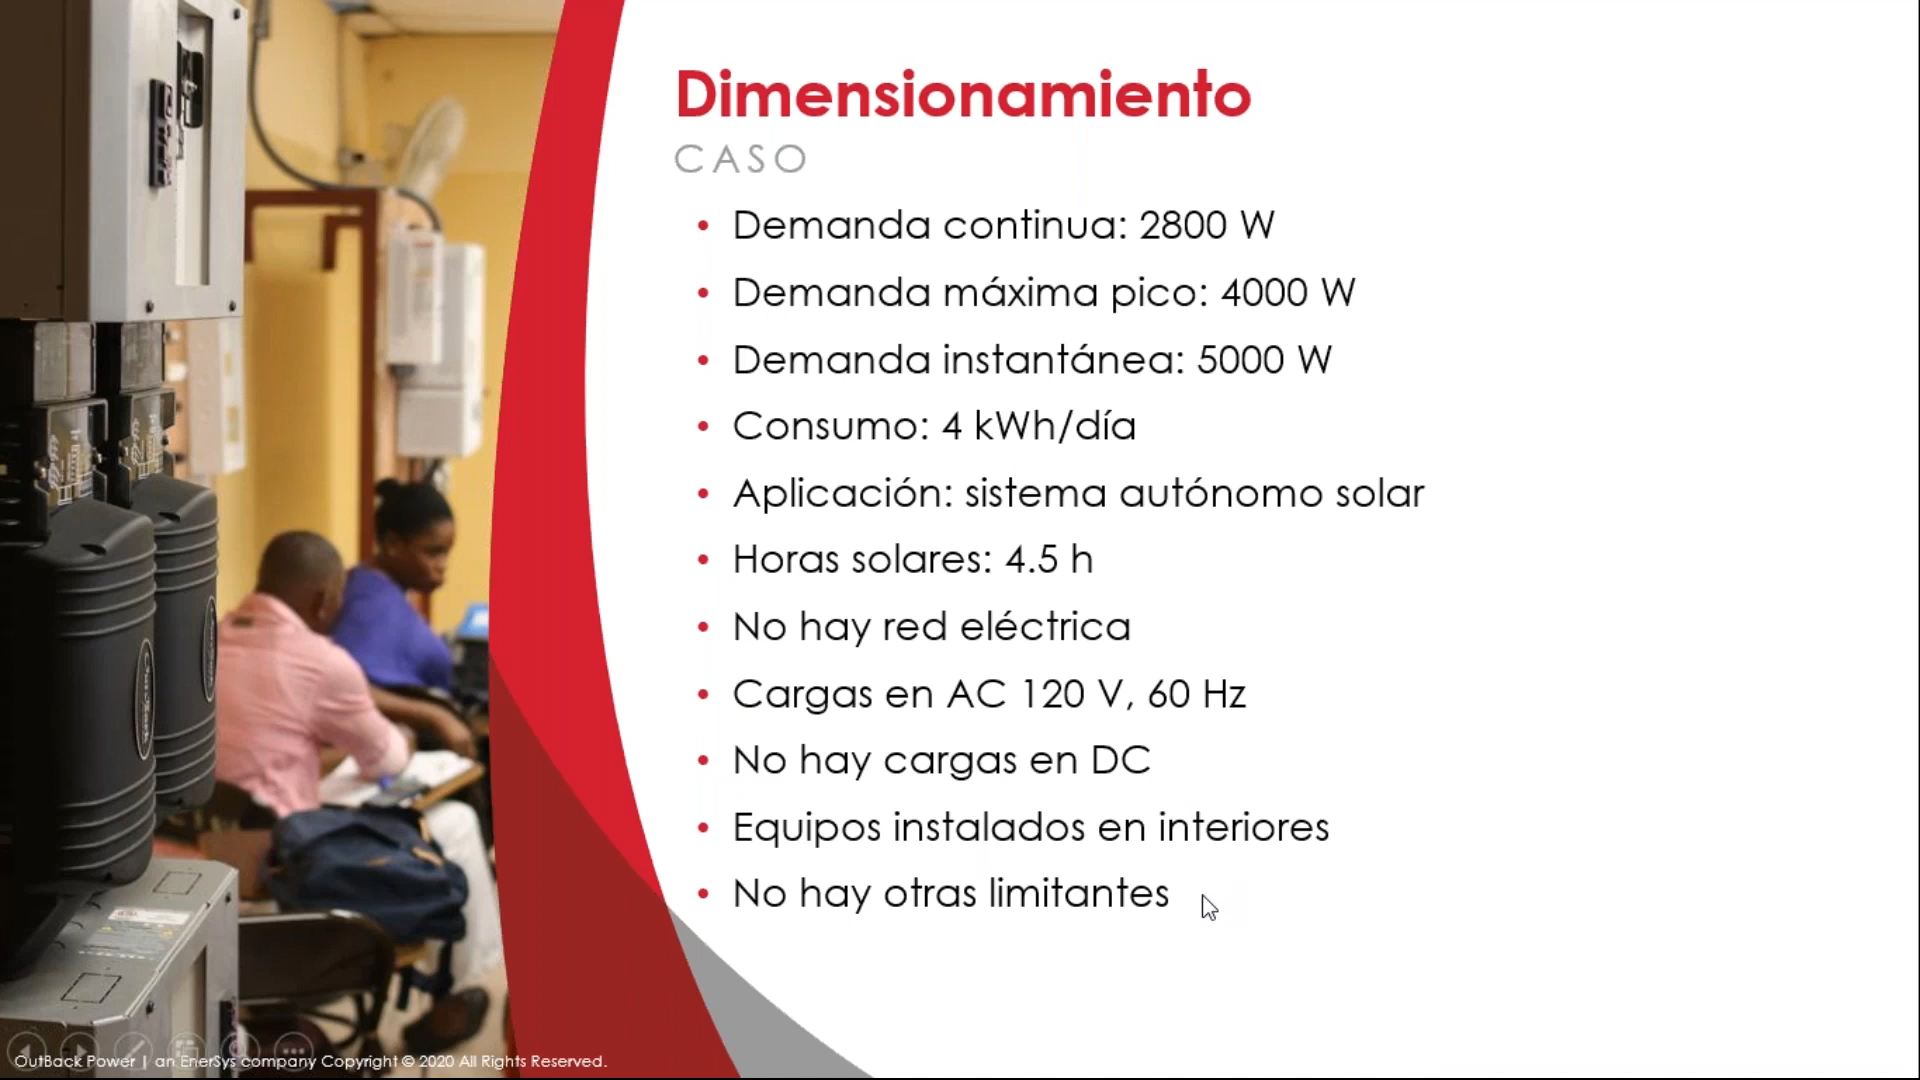 Dimensionamiento
CASO
• Demanda continua: 2800 W
• Demanda máxima pico: 4000 W
• Demanda instantánea: 5000 W
• Consumo: 4 kWh/día
• Aplicación: sistema autónomo solar
• Horas solares: 4.5 h
• No hay red eléctrica
• Cargas en AC 120 V, 60 Hz
• No hay cargas en DC
• Equipos instalados en interiores
• No hay otras limitantes
OutBack Power | an EnerSys company Copyright © 2020 All Rights Reserved.